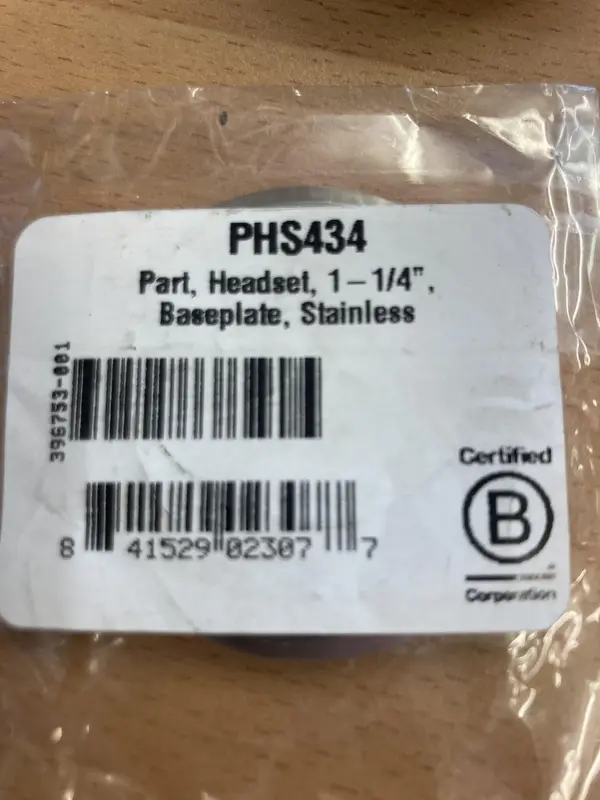 PHS434
Part, Headset, 1-1/4",
Baseplate, Stainless
396753-001
8 41529 02307 7
Certified
B
Corporation